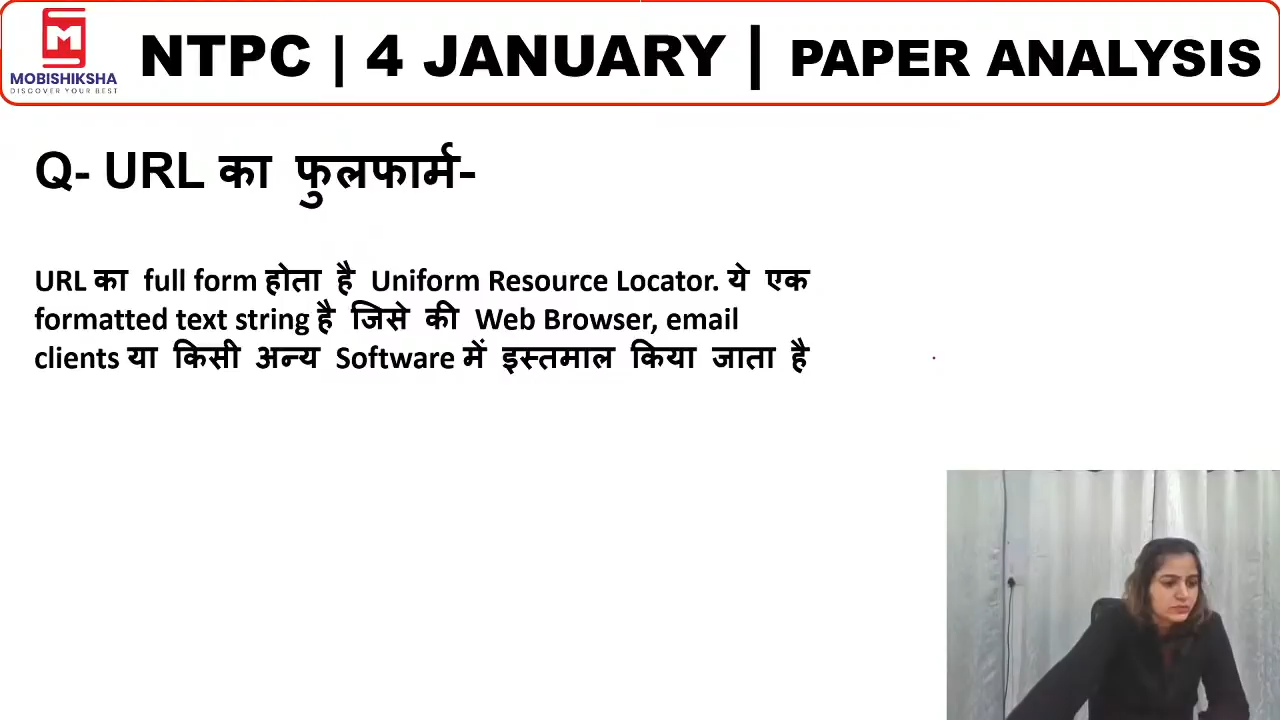 MOBISHIKSHA
DISCOVER YOUR BEST
NTPC | 4 JANUARY | PAPER ANALYSIS
Q- URL का फुलफार्म-
URL का full form होता है Uniform Resource Locator. ये एक
formatted text string है जिसे की Web Browser, email
clients या किसी अन्य Software में इस्तमाल किया जाता है